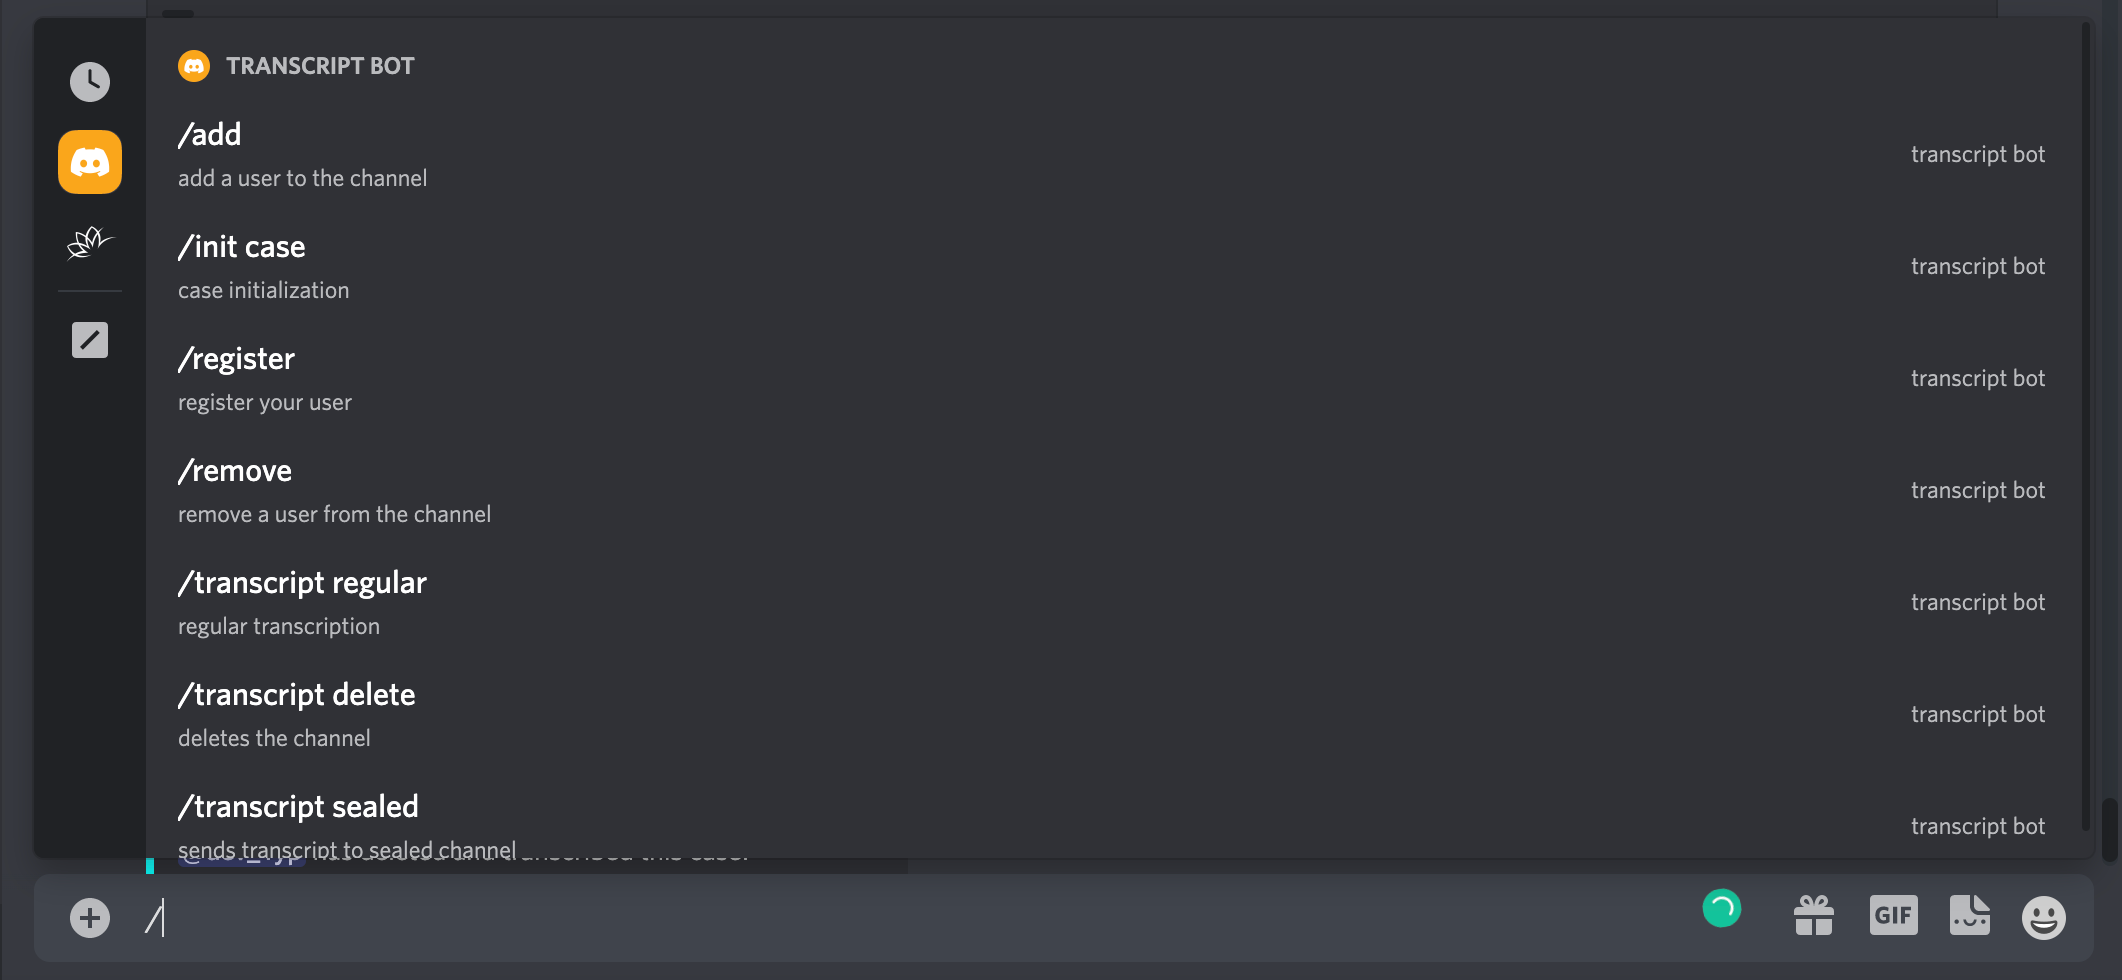 TRANSCRIPT BOT
/add
add a user to the channel
transcript bot
/init case
case initialization
transcript bot
/register
register your user
transcript bot
/remove
remove a user from the channel
transcript bot
/transcript regular
regular transcription
transcript bot
/transcript delete
deletes the channel
transcript bot
/transcript sealed
sends transcript to sealed channel
transcript bot
/
GIF